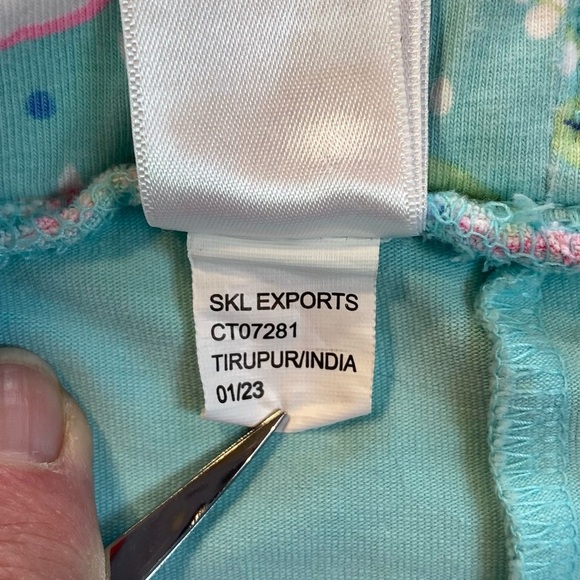 SKL EXPORTS
CT07281
TIRUPUR/INDIA
01/23